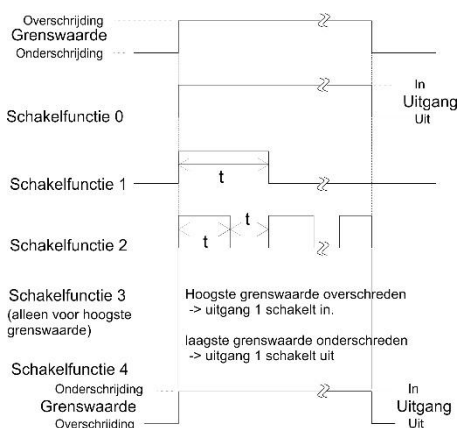 Overschrijding
Grenswaarde
Onderschrijding
In
Uitgang
Uit
Schakelfunctie 0
Schakelfunctie 1
t
Schakelfunctie 2
t
t
Schakelfunctie 3
(alleen voor hoogste
grenswaarde)
Hoogste grenswaarde overschreden
-> uitgang 1 schakelt in.
laagste grenswaarde onderschreden
-> uitgang 1 schakelt uit
Schakelfunctie 4
Onderschrijding
Grenswaarde
Overschrijding
In
Uitgang
Uit